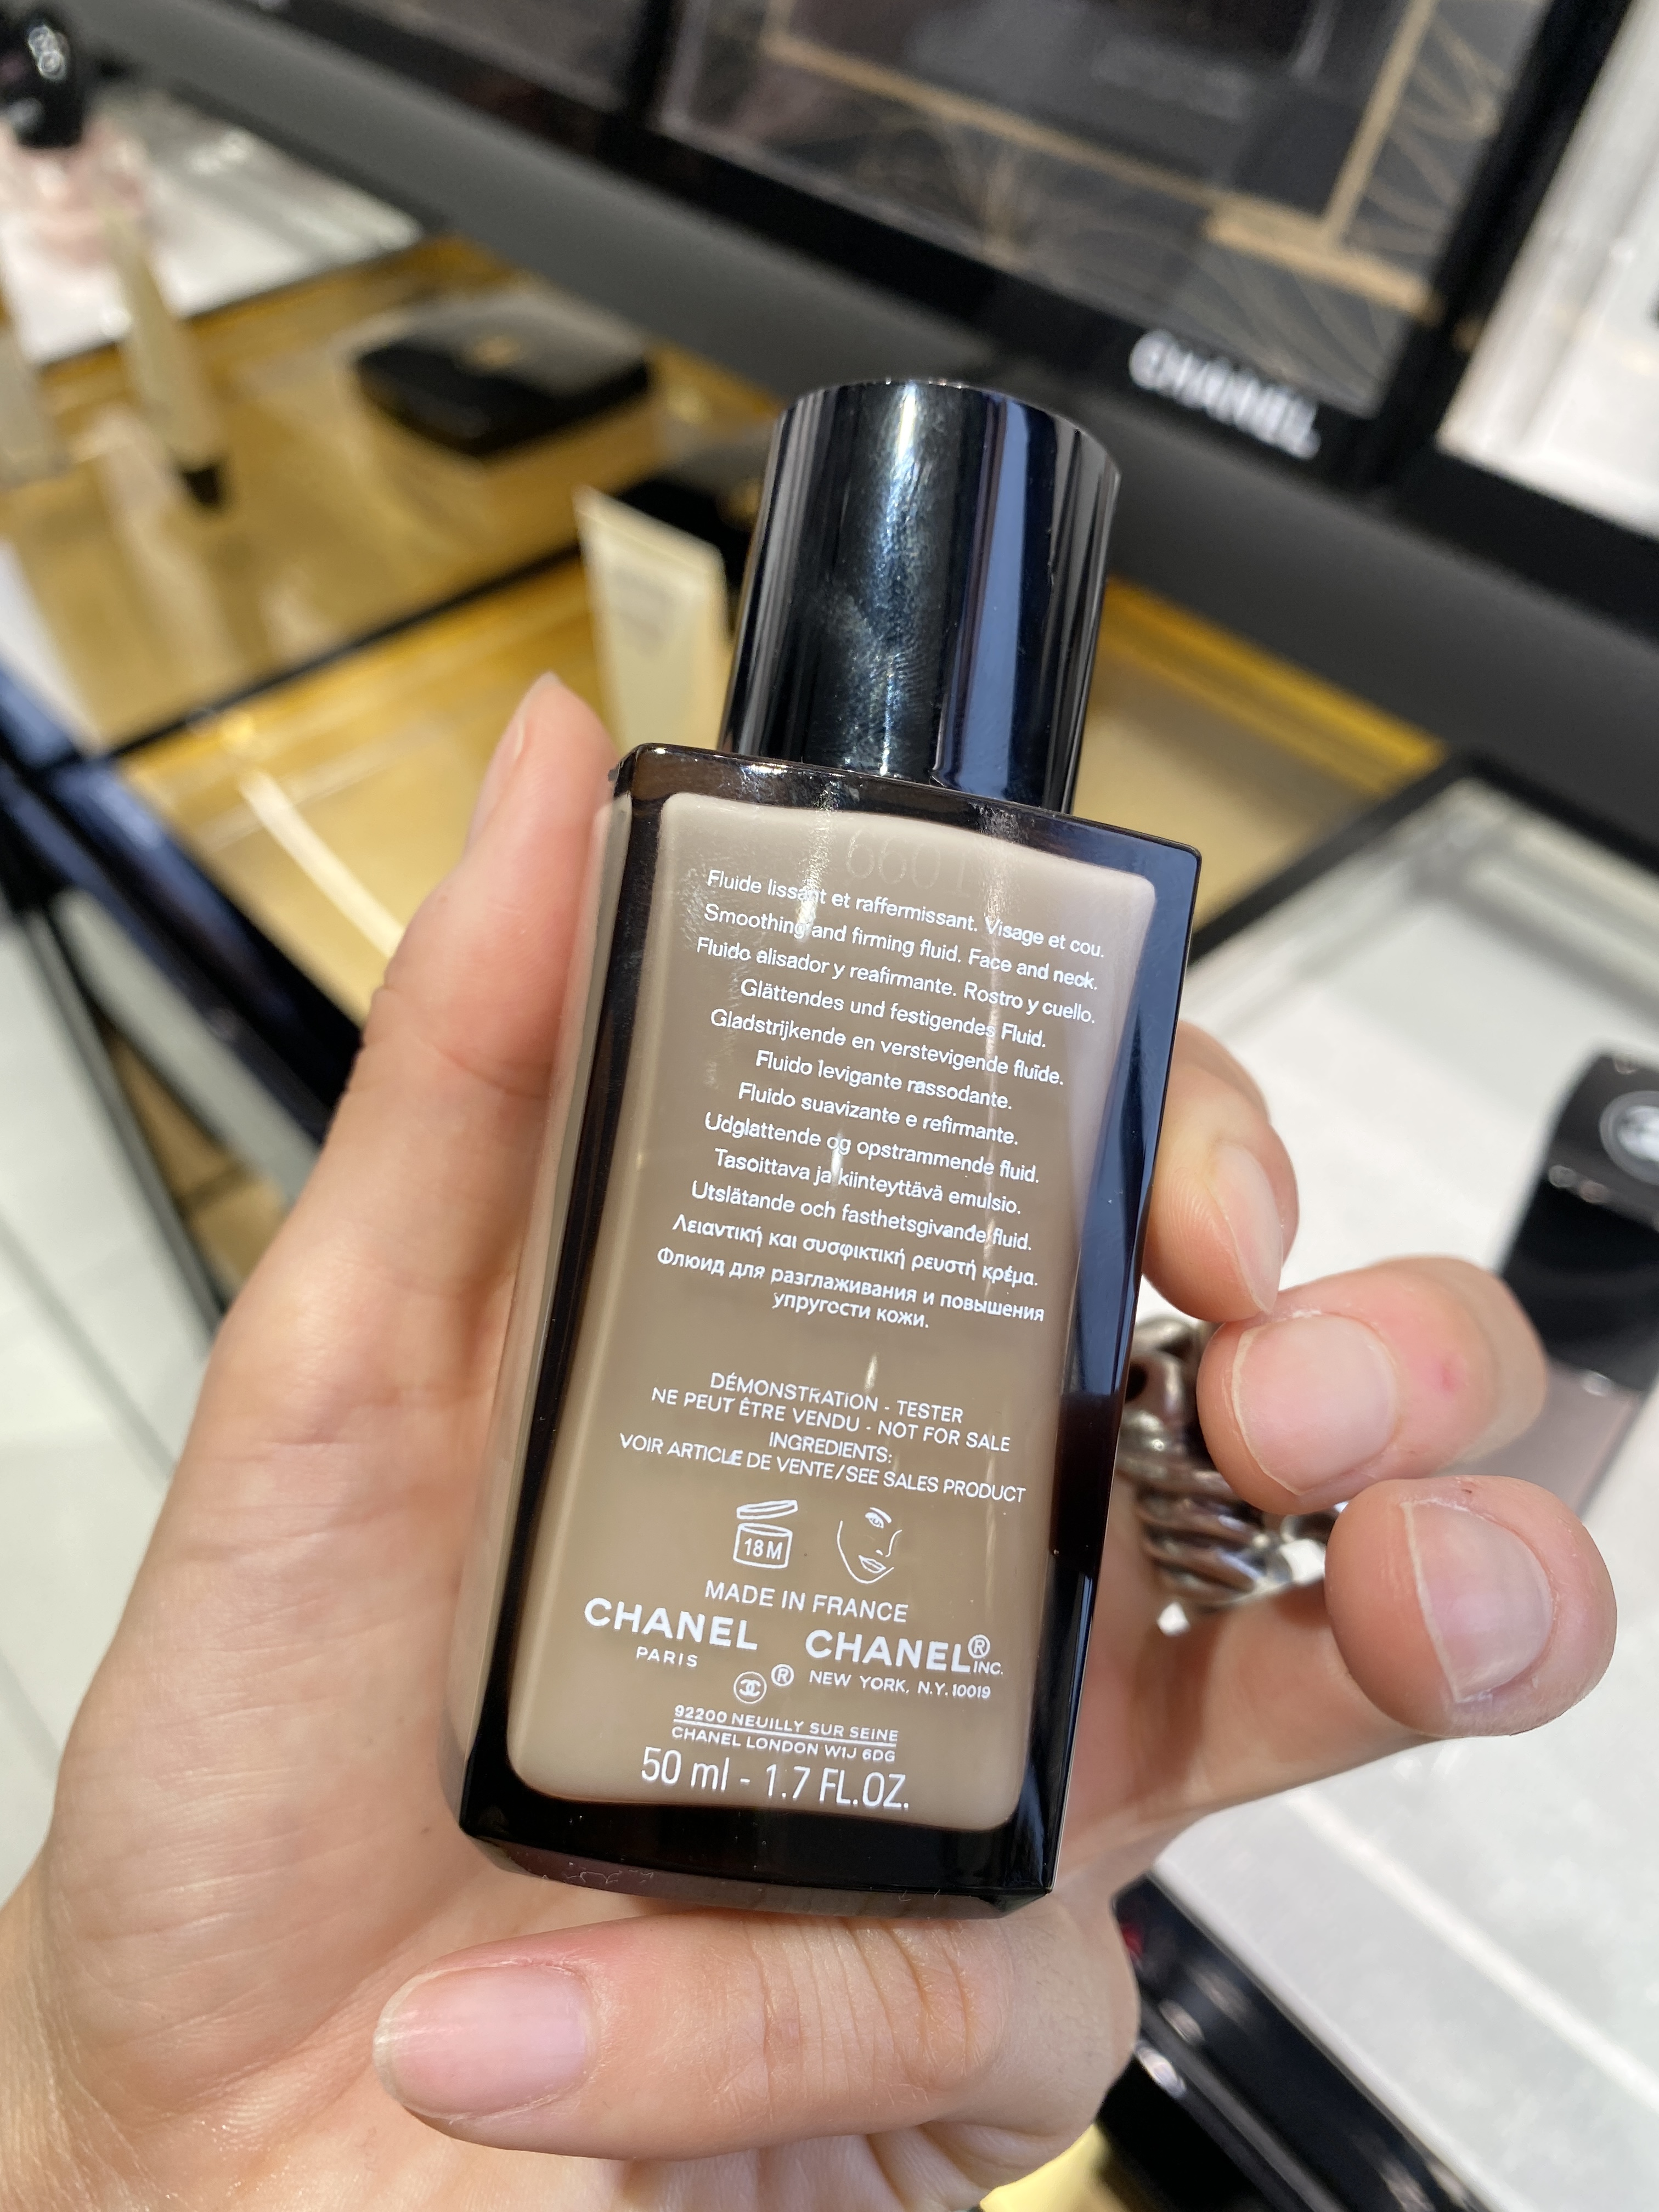 CHANEL
6601
Fluide lissant et raffermissant. Visage et cou.
Smoothing and firming fluid. Face and neck.
Fluido alisador y reafirmante. Rostro y cuello.
Glättendes und festigendes Fluid.
Gladstrijkende en verstevigende fluïde.
Fluido levigante rassodante.
Fluido suavizante e refirmante.
Udglattende og opstrammende fluid.
Tasoittava ja kiinteyttävä emulsio.
Utslätande och fasthetsgivande fluid.
Λειαντική και συσφικτική ρευστή κρέμα.
Флюид для разглаживания и повышения
упругости кожи.
DÉMONSTRATION - TESTER
NE PEUT ÊTRE VENDU - NOT FOR SALE
INGREDIENTS:
VOIR ARTICLE DE VENTE/SEE SALES PRODUCT
18M
MADE IN FRANCE
CHANEL CHANEL® INC.
PARIS NEW YORK, N.Y. 10019
®
92200 NEUILLY SUR SEINE
CHANEL LONDON W1J 6DG
50 ml - 1.7 FL.OZ.